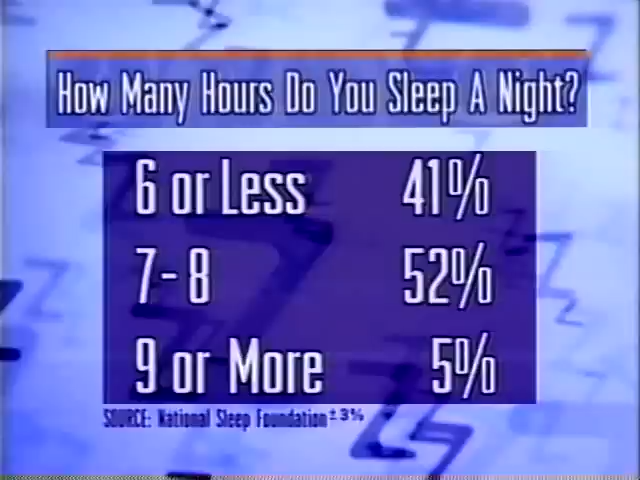 How Many Hours Do You Sleep A Night?
6 or Less 41%
7-8 52%
9 or More 5%
SOURCE: National Sleep Foundation ±3%